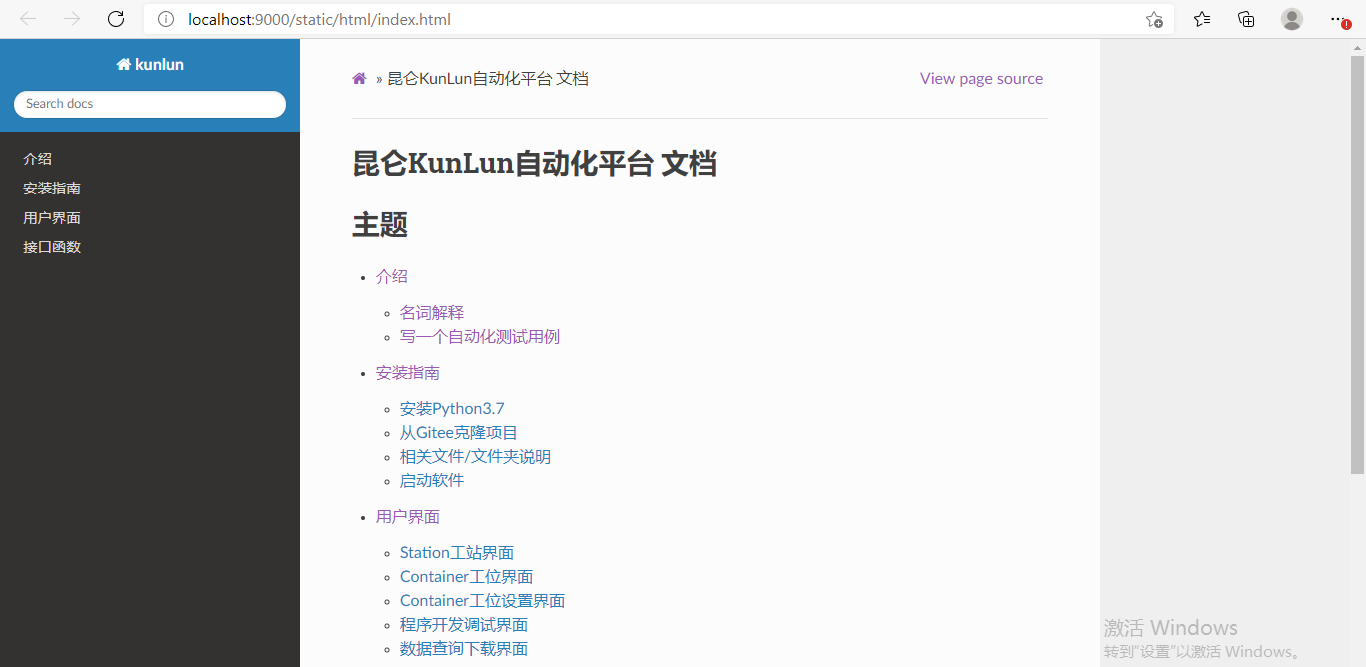 localhost:9000/static/html/index.html
kunlun
Search docs
介绍
安装指南
用户界面
接口函数
» 昆仑KunLun自动化平台 文档
View page source
昆仑KunLun自动化平台 文档
主题
介绍
名词解释
写一个自动化测试用例
安装指南
安装Python3.7
从Gitee克隆项目
相关文件/文件夹说明
启动软件
用户界面
Station工站界面
Container工位界面
Container工位设置界面
程序开发调试界面
数据查询下载界面
激活 Windows
转到"设置"以激活 Windows。